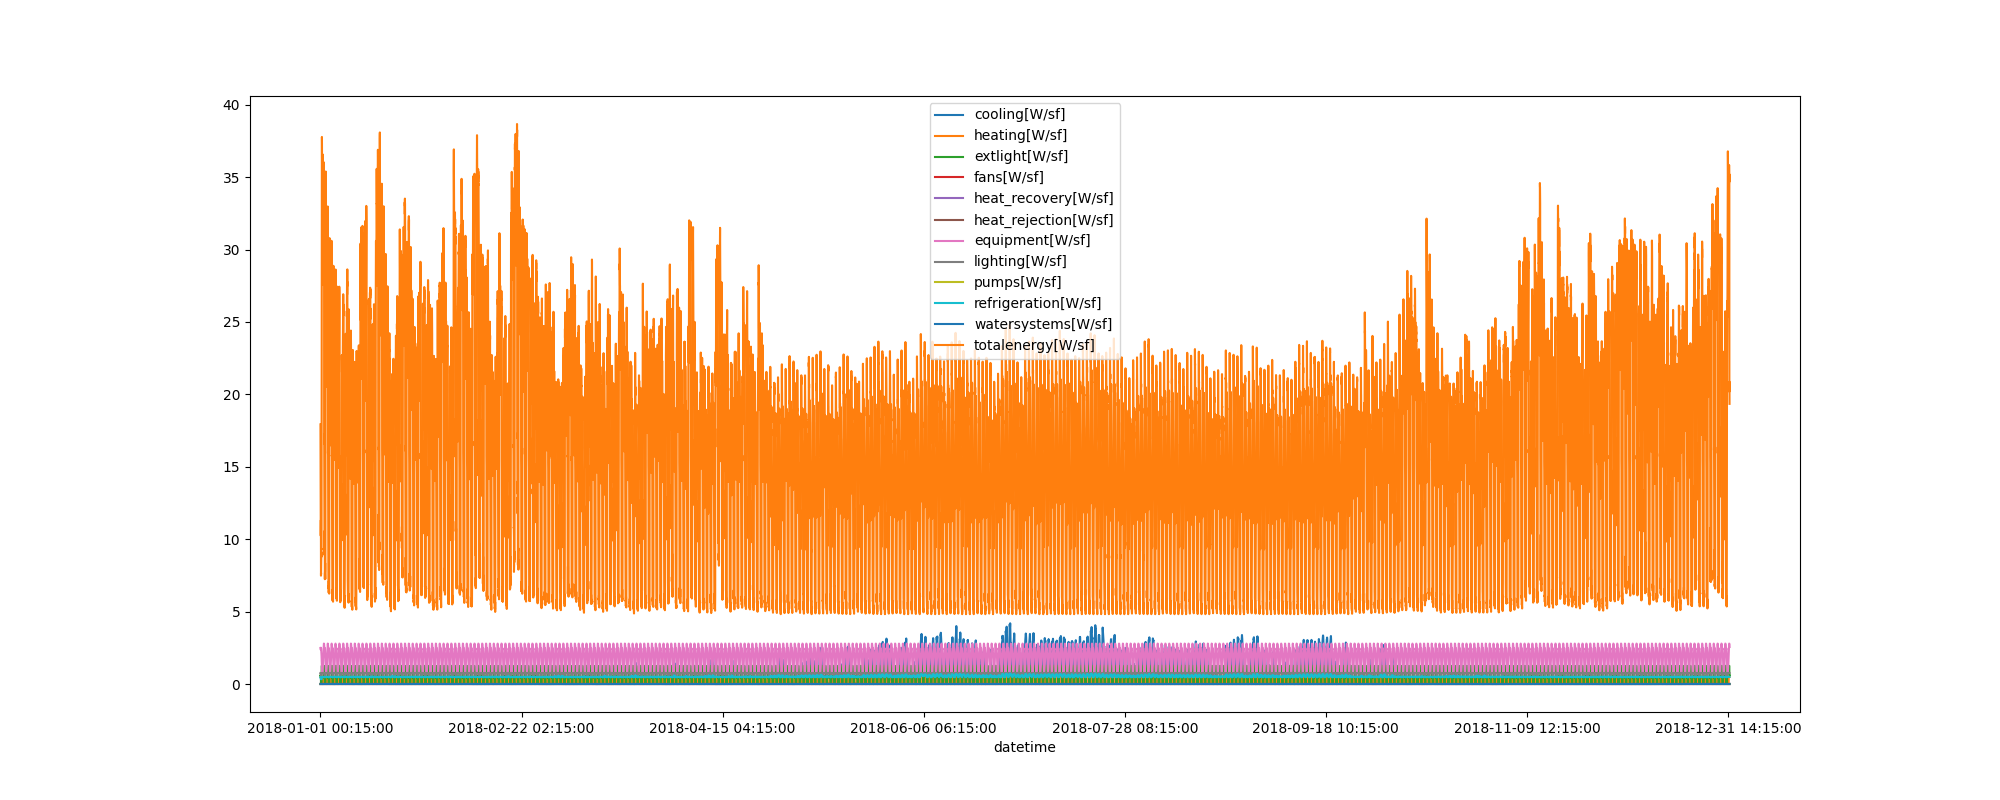 40
35
30
25
20
15
10
5
0
cooling[W/sf]
heating[W/sf]
extlight[W/sf]
fans[W/sf]
heat_recovery[W/sf]
heat_rejection[W/sf]
equipment[W/sf]
lighting[W/sf]
pumps[W/sf]
refrigeration[W/sf]
watersystems[W/sf]
totalenergy[W/sf]
2018-01-01 00:15:00 2018-02-22 02:15:00 2018-04-15 04:15:00 2018-06-06 06:15:00 2018-07-28 08:15:00 2018-09-18 10:15:00 2018-11-09 12:15:00 2018-12-31 14:15:00
datetime